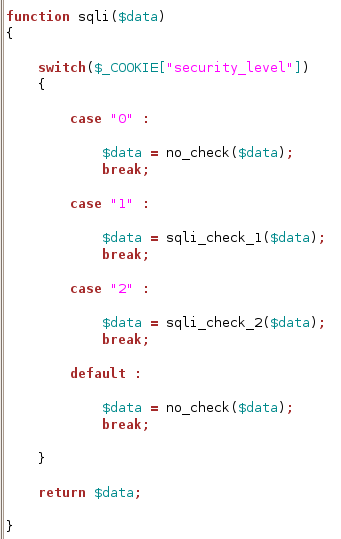 function sqli($data)
{
switch($_COOKIE["security_level"])
{
case "0" :
$data = no_check($data);
break;
case "1" :
$data = sqli_check_1($data);
break;
case "2" :
$data = sqli_check_2($data);
break;
default :
$data = no_check($data);
break;
}
return $data;
}